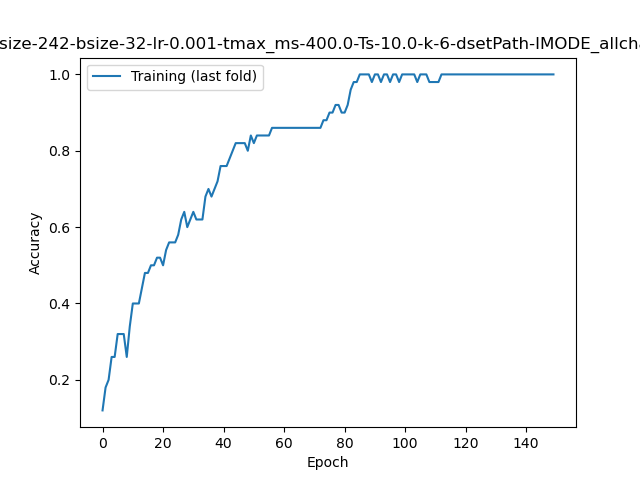 size-242-bsize-32-lr-0.001-tmax_ms-400.0-Ts-10.0-k-6-dsetPath-IMODE_allcha
Training (last fold)
1.0
0.8
0.6
0.4
0.2
Accuracy
0 20 40 60 80 100 120 140
Epoch